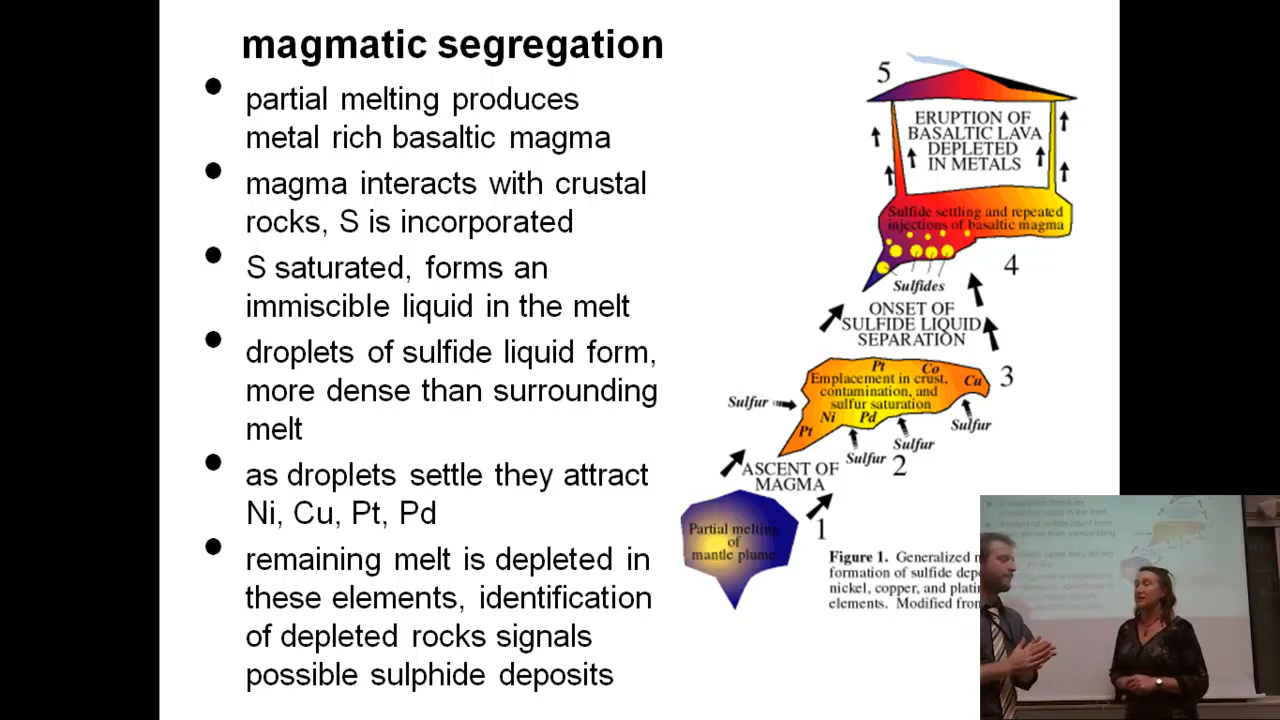 magmatic segregation
• partial melting produces
metal rich basaltic magma
• magma interacts with crustal
rocks, S is incorporated
• S saturated, forms an
immiscible liquid in the melt
• droplets of sulfide liquid form,
more dense than surrounding
melt
• as droplets settle they attract
Ni, Cu, Pt, Pd
• remaining melt is depleted in
these elements, identification
of depleted rocks signals
possible sulphide deposits
5
ERUPTION OF
BASALTIC LAVA
DEPLETED
IN METALS
Sulfide settling and repeated
injections of basaltic magma
4
Sulfides
ONSET OF
SULFIDE LIQUID
SEPARATION
3
Pt Co
Cu
Emplacement in crust,
contamination, and
sulfur saturation
Ni Pd
Pt
Sulfur
Sulfur
Sulfur
Sulfur
2
ASCENT OF
MAGMA
1
Partial melting
of
mantle plume
Figure 1. Generalized
formation of sulfide
nickel, copper, and
elements. Modified